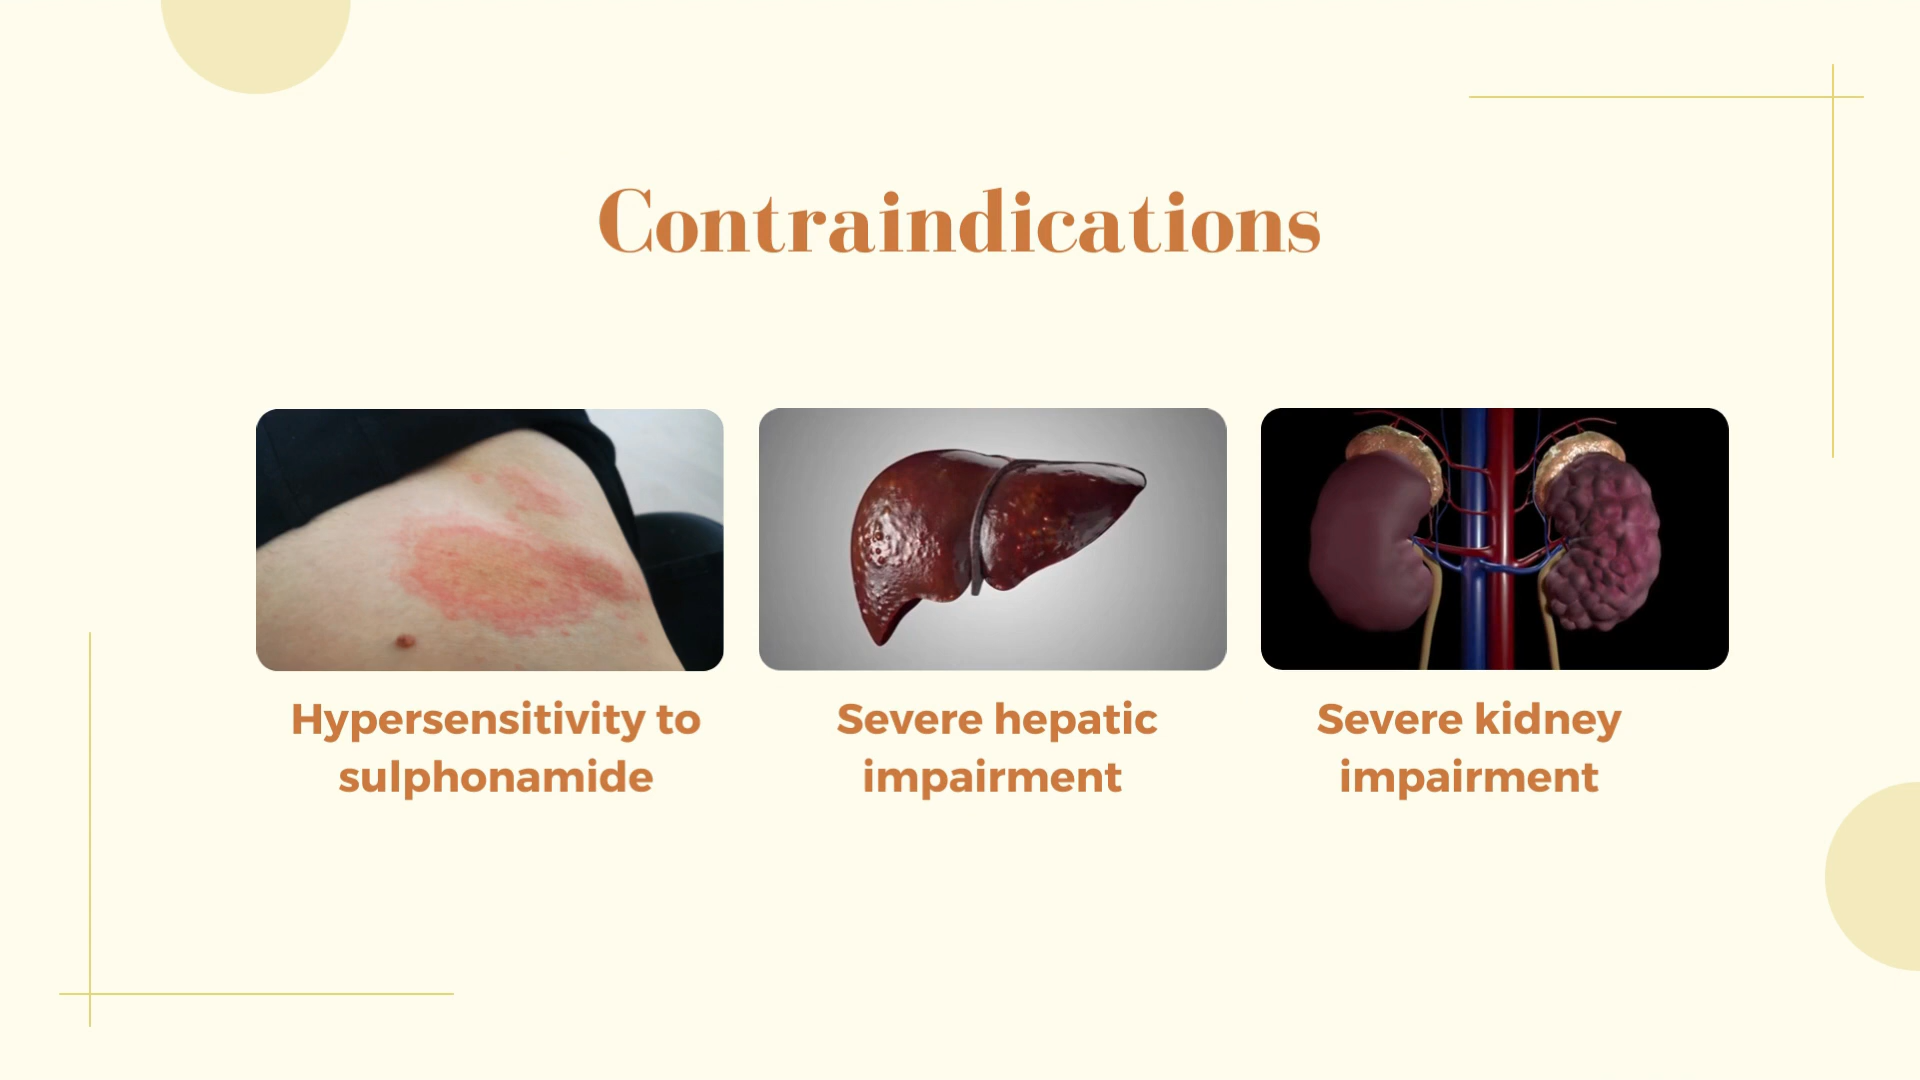 Contraindications
Hypersensitivity to
sulphonamide
Severe hepatic
impairment
Severe kidney
impairment